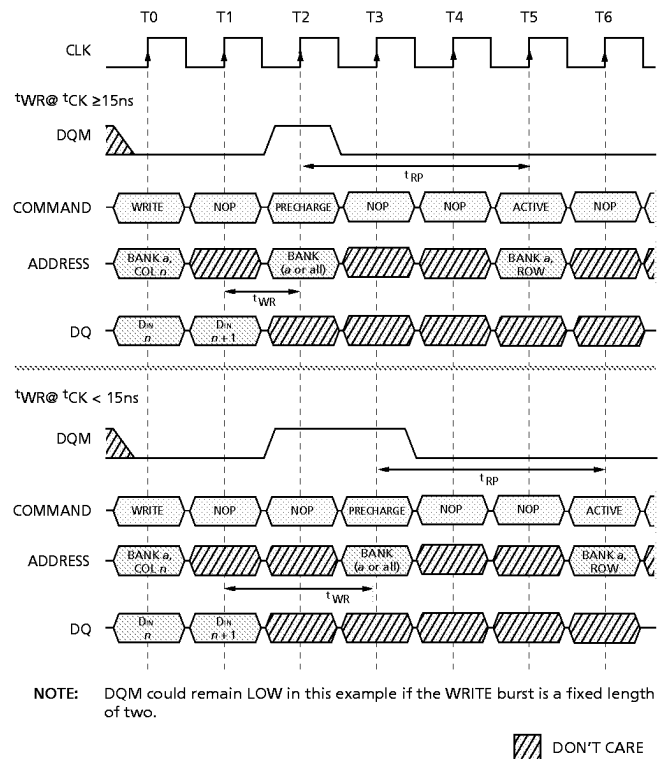 T0 T1 T2 T3 T4 T5 T6
CLK
tWR@ tCK ≥15ns
DQM
tRP
COMMAND WRITE NOP PRECHARGE NOP NOP ACTIVE NOP
ADDRESS BANK a, COL n BANK (a or all) BANK a, ROW
tWR
DQ DIN n DIN n + 1
tWR@ tCK < 15ns
DQM
tRP
COMMAND WRITE NOP NOP PRECHARGE NOP NOP ACTIVE
ADDRESS BANK a, COL n BANK (a or all) BANK a, ROW
tWR
DQ DIN n DIN n + 1
NOTE: DQM could remain LOW in this example if the WRITE burst is a fixed length
of two.
DON'T CARE